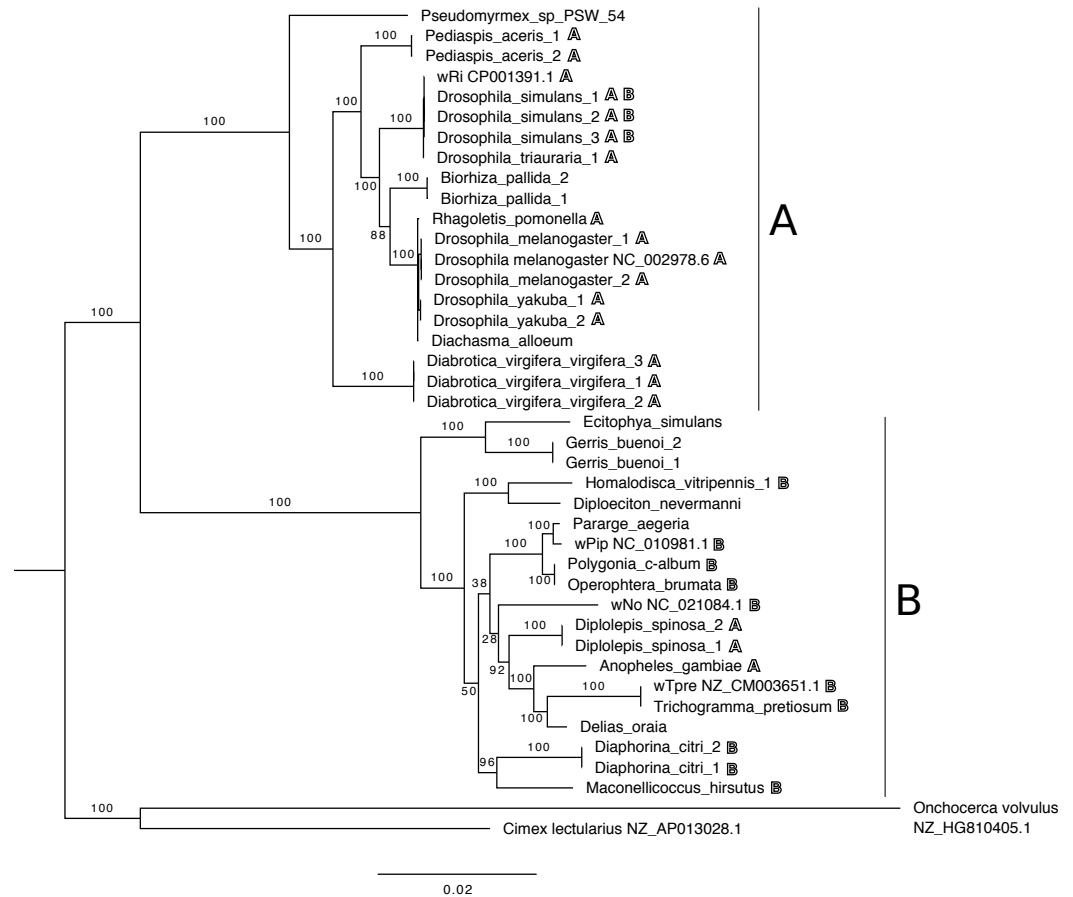 Pseudomyrmex_sp_PSW_54
Pediaspis_aceris_1 A
100
Pediaspis_aceris_2 A
wRi CP001391.1 A
100
Drosophila_simulans_1 A B
100
100
Drosophila_simulans_2 A B
Drosophila_simulans_3 A B
Drosophila_triauraria_1 A
Biorhiza_pallida_2
100
100
Biorhiza_pallida_1
Rhagoletis_pomonella A
A
88
100
Drosophila_melanogaster_1 A
100
Drosophila melanogaster NC_002978.6 A
Drosophila_melanogaster_2 A
Drosophila_yakuba_1 A
100
Drosophila_yakuba_2 A
Diachasma_alloeum
Diabrotica_virgifera_virgifera_3 A
100
Diabrotica_virgifera_virgifera_1 A
Diabrotica_virgifera_virgifera_2 A
Ecitophya_simulans
100
Gerris_buenoi_2
100
Gerris_buenoi_1
Homalodisca_vitripennis_1 B
100
100
Diploeciton_nevermanni
Pararge_aegeria
100
wPip NC_010981.1 B
100
Polygonia_c-album B
100
38
100
Operophtera_brumata B
B
wNo NC_021084.1 B
Diplolepis_spinosa_2 A
100
28
Diplolepis_spinosa_1 A
Anopheles_gambiae A
92
100
wTpre NZ_CM003651.1 B
100
50
Trichogramma_pretiosum B
100
Delias_oraia
Diaphorina_citri_2 B
100
96
Diaphorina_citri_1 B
Maconellicoccus_hirsutus B
100
Onchocerca volvulus
NZ_HG810405.1
Cimex lectularius NZ_AP013028.1
0.02